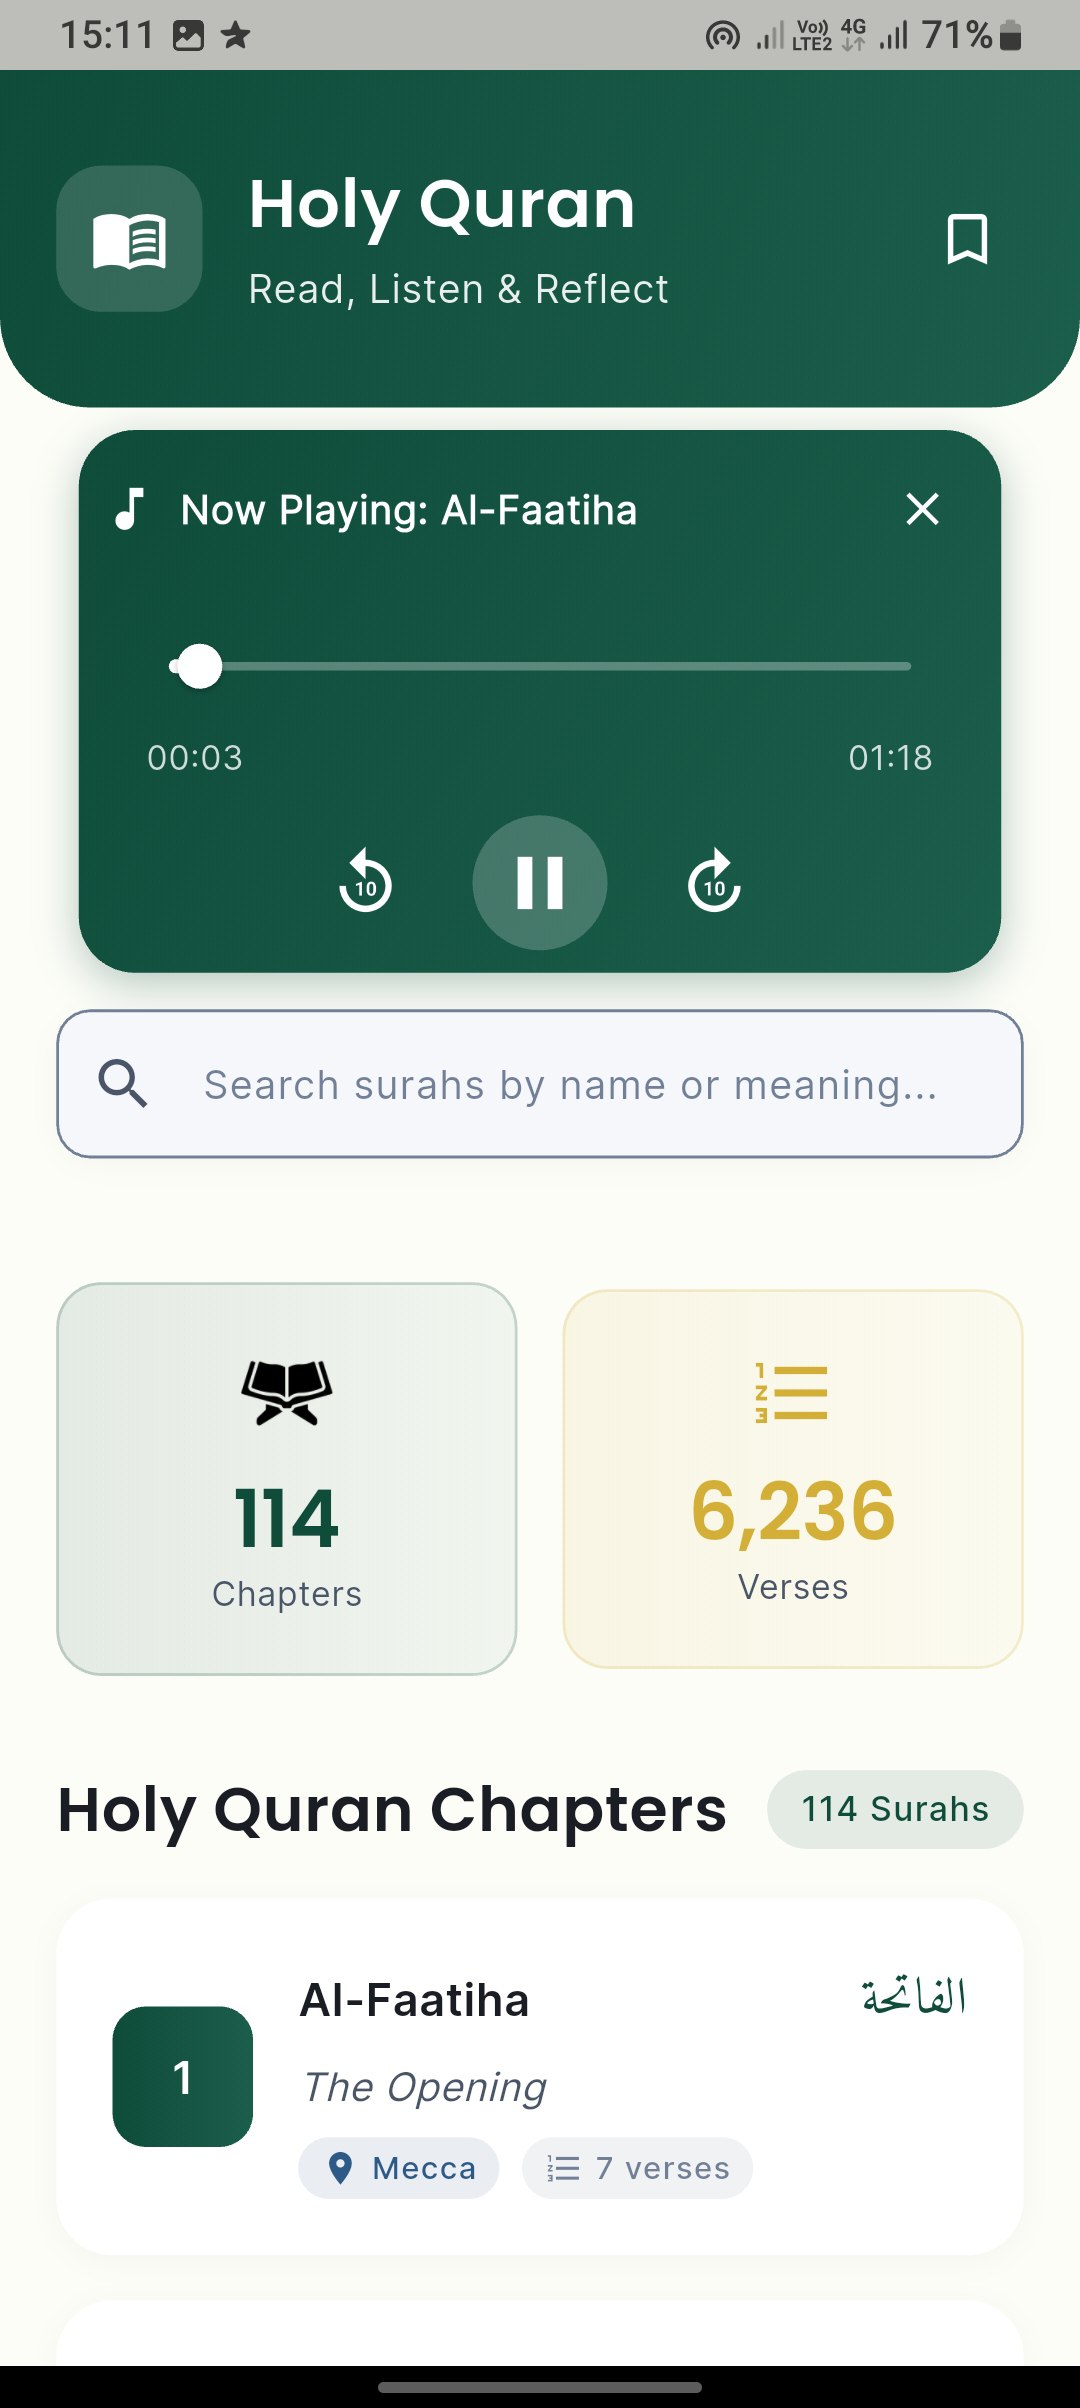 15:11
Vo)) LTE2 4G 71%
Holy Quran
Read, Listen & Reflect
Now Playing: Al-Faatiha
00:03 01:18
10 10
Search surahs by name or meaning...
114
Chapters
6,236
Verses
Holy Quran Chapters
114 Surahs
1
Al-Faatiha
الفاتحة
The Opening
Mecca
7 verses